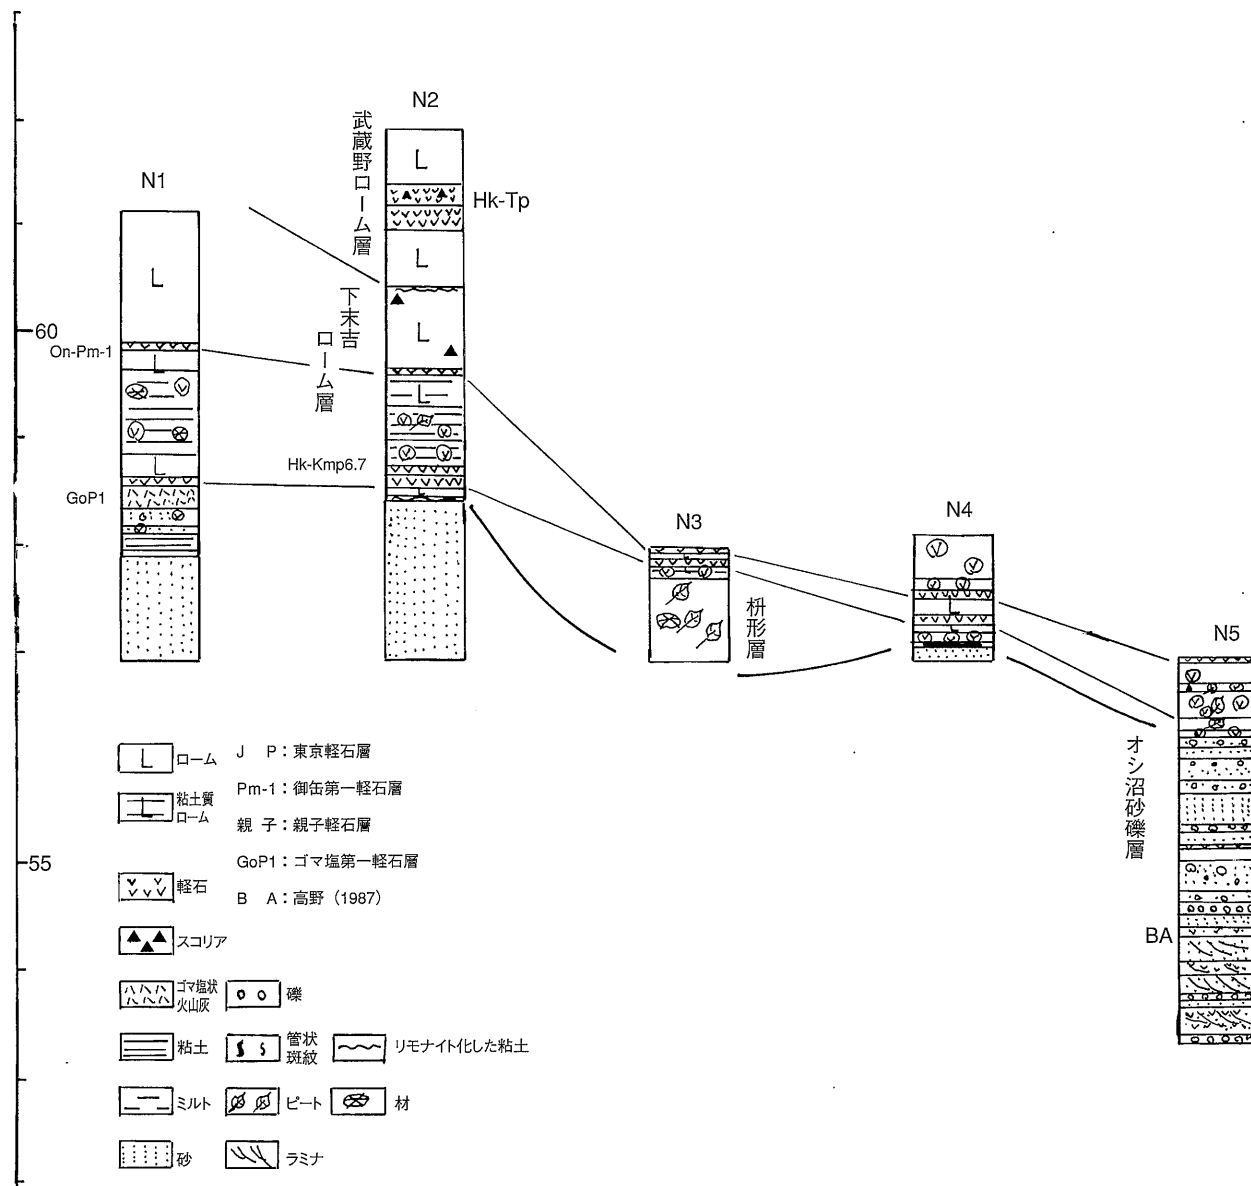 N1
N2
N3
N4
N5
武蔵野ローム層
Hk-Tp
下末吉
ローム層
60
On-Pm-1
Hk-Kmp6.7
GoP1
枡形層
オシ沼砂礫層
55
BA
L ローム
L 粘土質
ローム
軽石
スコリア
ゴマ塩状
火山灰
礫
粘土
管状
斑紋
リモナイト化した粘土
ミルト
ピート
材
砂
ラミナ
J P：東京軽石層
Pm-1：御缶第一軽石層
親 子：親子軽石層
GoP1：ゴマ塩第一軽石層
B A：高野（1987）
L
L
L
L
L
L
L
L
L